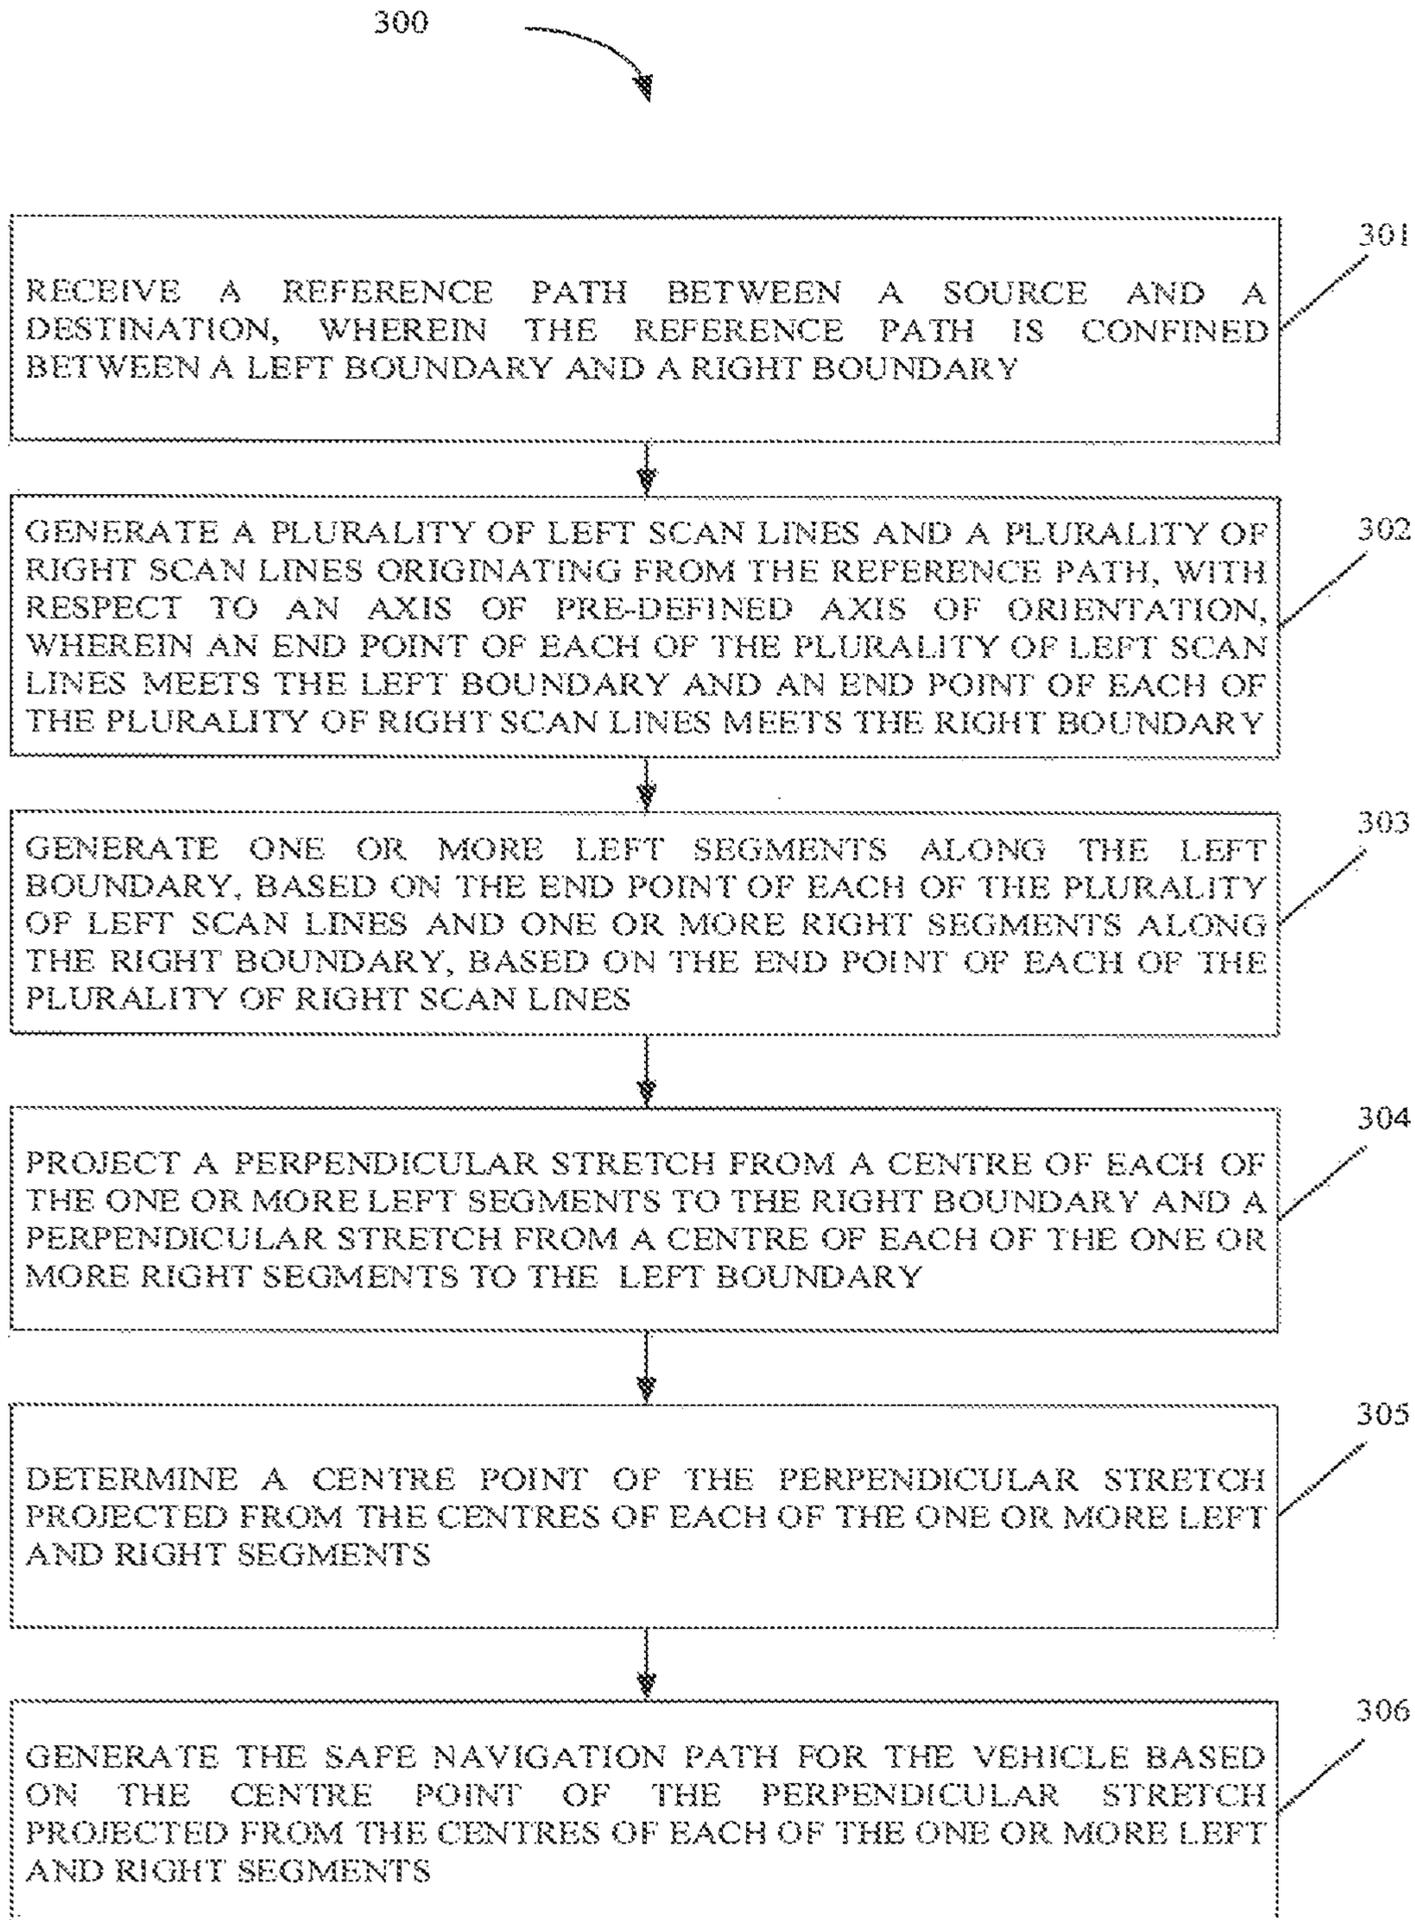 300
301
RECEIVE A REFERENCE PATH BETWEEN A SOURCE AND A
DESTINATION, WHEREIN THE REFERENCE PATH IS CONFINED
BETWEEN A LEFT BOUNDARY AND A RIGHT BOUNDARY
302
GENERATE A PLURALITY OF LEFT SCAN LINES AND A PLURALITY OF
RIGHT SCAN LINES ORIGINATING FROM THE REFERENCE PATH, WITH
RESPECT TO AN AXIS OF PRE-DEFINED AXIS OF ORIENTATION,
WHEREIN AN END POINT OF EACH OF THE PLURALITY OF LEFT SCAN
LINES MEETS THE LEFT BOUNDARY AND AN END POINT OF EACH OF
THE PLURALITY OF RIGHT SCAN LINES MEETS THE RIGHT BOUNDARY
303
GENERATE ONE OR MORE LEFT SEGMENTS ALONG THE LEFT
BOUNDARY, BASED ON THE END POINT OF EACH OF THE PLURALITY
OF LEFT SCAN LINES AND ONE OR MORE RIGHT SEGMENTS ALONG
THE RIGHT BOUNDARY, BASED ON THE END POINT OF EACH OF THE
PLURALITY OF RIGHT SCAN LINES
304
PROJECT A PERPENDICULAR STRETCH FROM A CENTRE OF EACH OF
THE ONE OR MORE LEFT SEGMENTS TO THE RIGHT BOUNDARY AND A
PERPENDICULAR STRETCH FROM A CENTRE OF EACH OF THE ONE OR
MORE RIGHT SEGMENTS TO THE LEFT BOUNDARY
305
DETERMINE A CENTRE POINT OF THE PERPENDICULAR STRETCH
PROJECTED FROM THE CENTRES OF EACH OF THE ONE OR MORE LEFT
AND RIGHT SEGMENTS
306
GENERATE THE SAFE NAVIGATION PATH FOR THE VEHICLE BASED
ON THE CENTRE POINT OF THE PERPENDICULAR STRETCH
PROJECTED FROM THE CENTRES OF EACH OF THE ONE OR MORE LEFT
AND RIGHT SEGMENTS